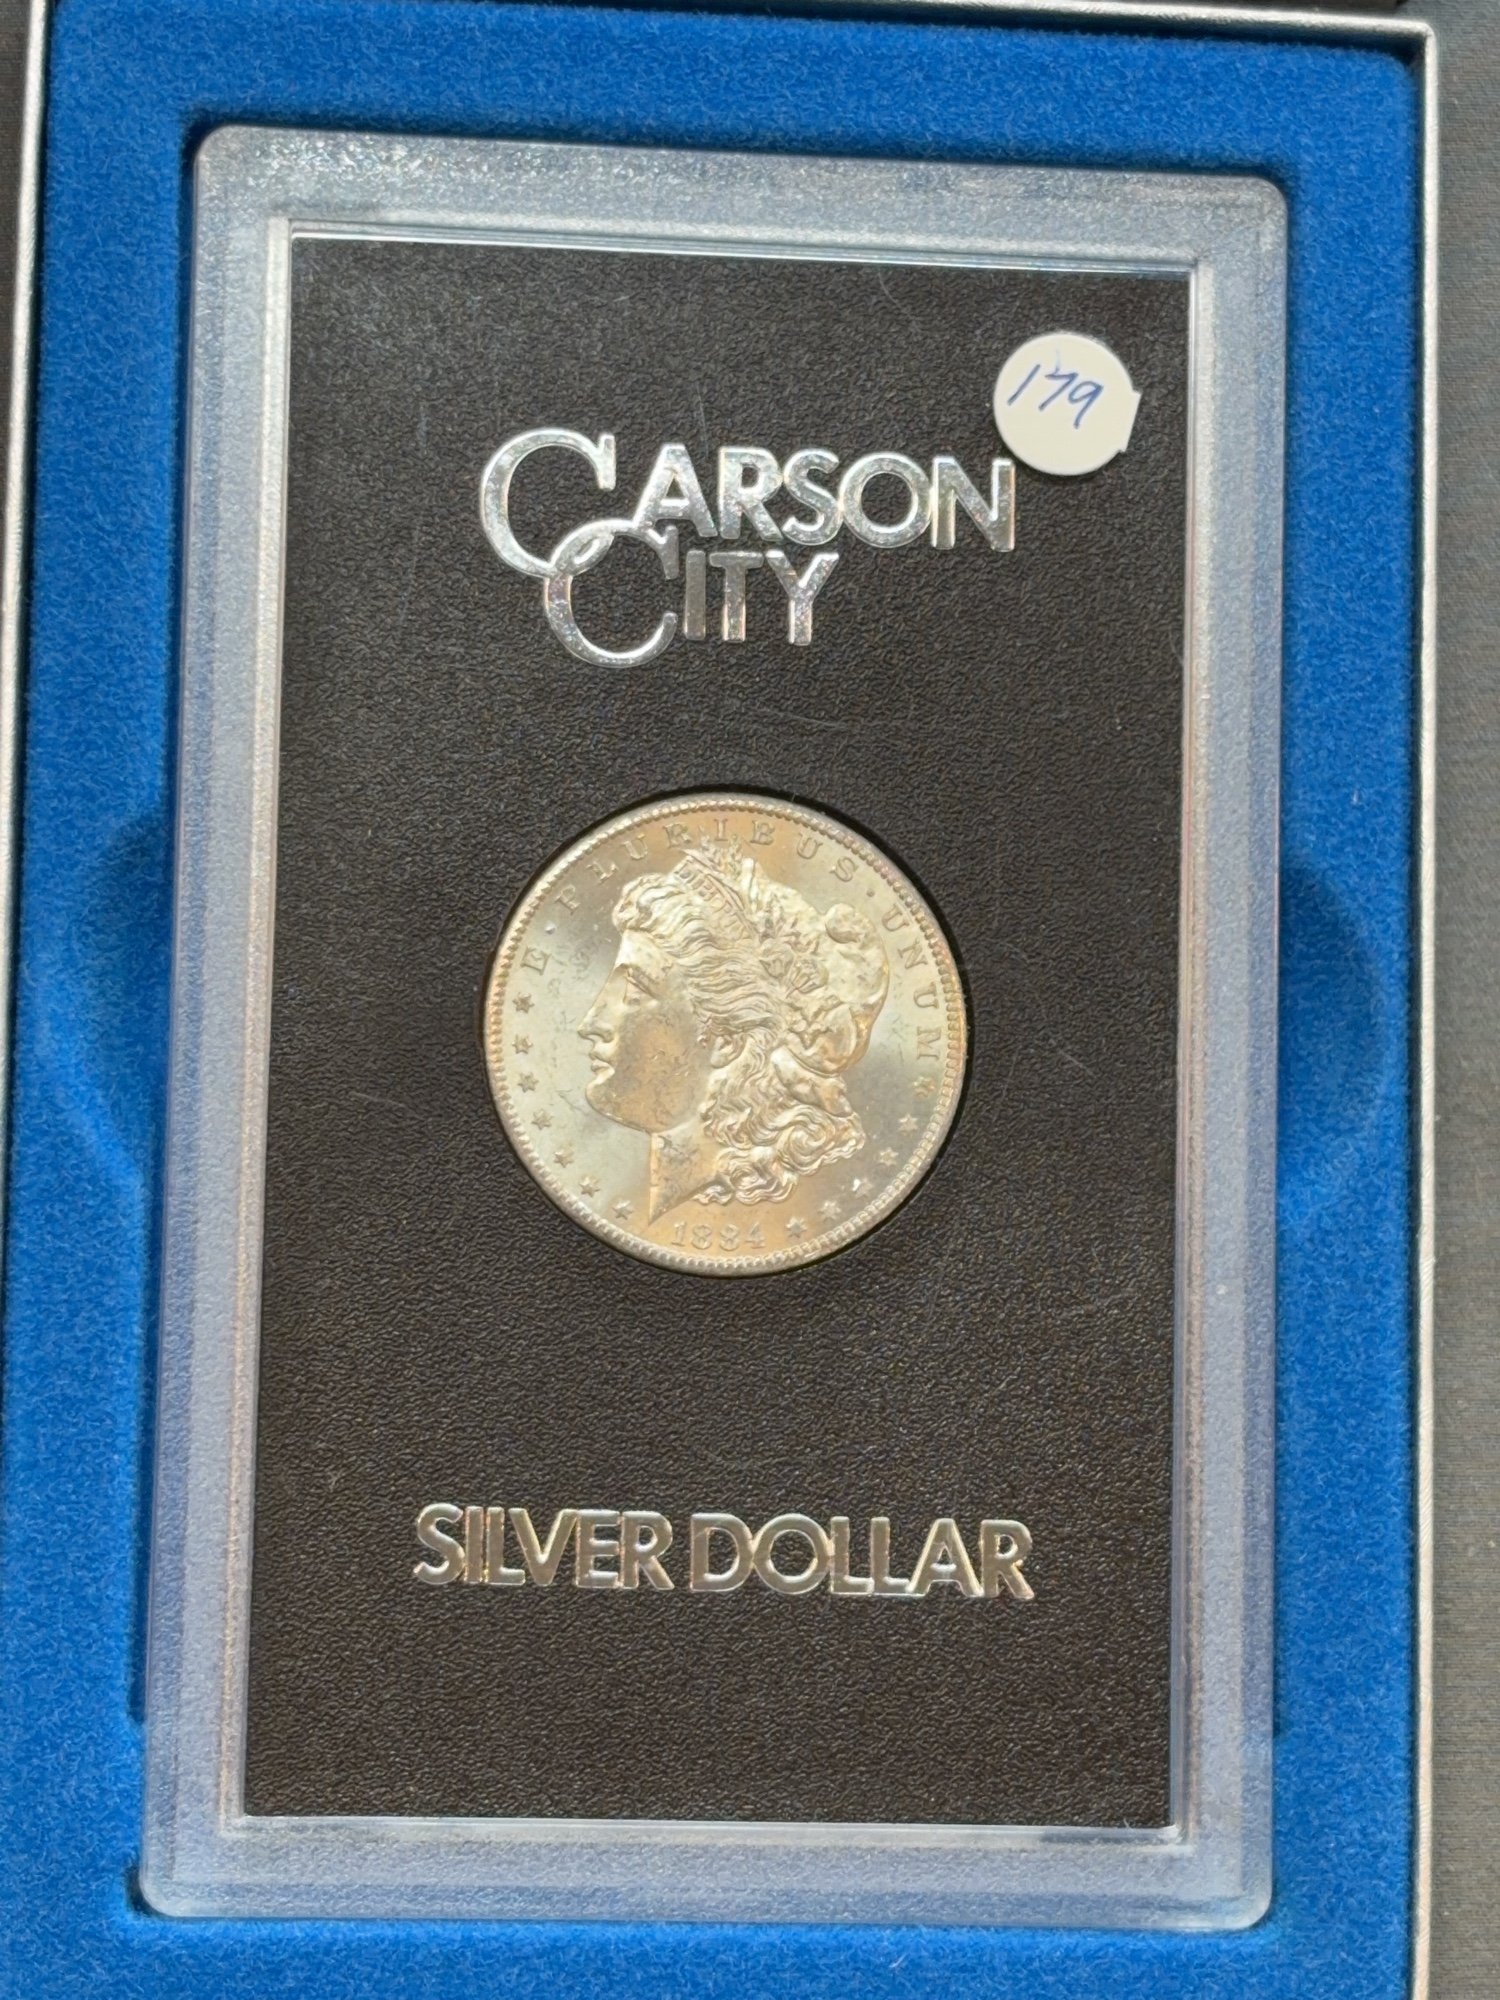 179
CARSON
CITY
E · PLURIBUS · UNUM
LIBERTY
1884
SILVER DOLLAR